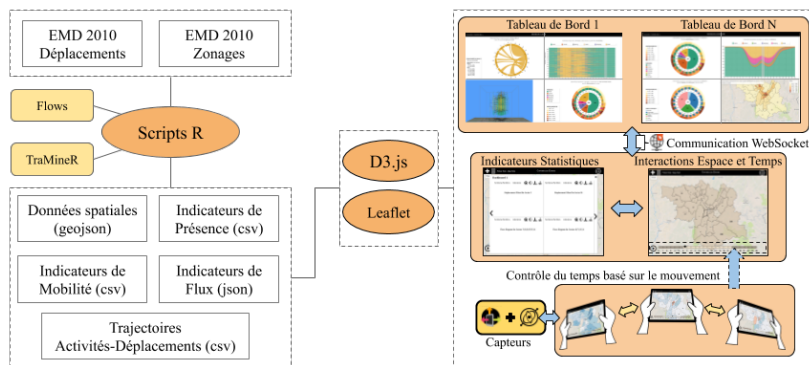 EMD 2010
Déplacements
EMD 2010
Zonages
Flows
TraMineR
Scripts R
Données spatiales
(geojson)
Indicateurs de
Présence (csv)
Indicateurs de
Mobilité (csv)
Indicateurs de
Flux (json)
Trajectoires
Activités-Déplacements (csv)
D3.js
Leaflet
Tableau de Bord 1
Tableau de Bord N
Communication WebSocket
Indicateurs Statistiques
Interactions Espace et Temps
Contrôle du temps basé sur le mouvement
Capteurs